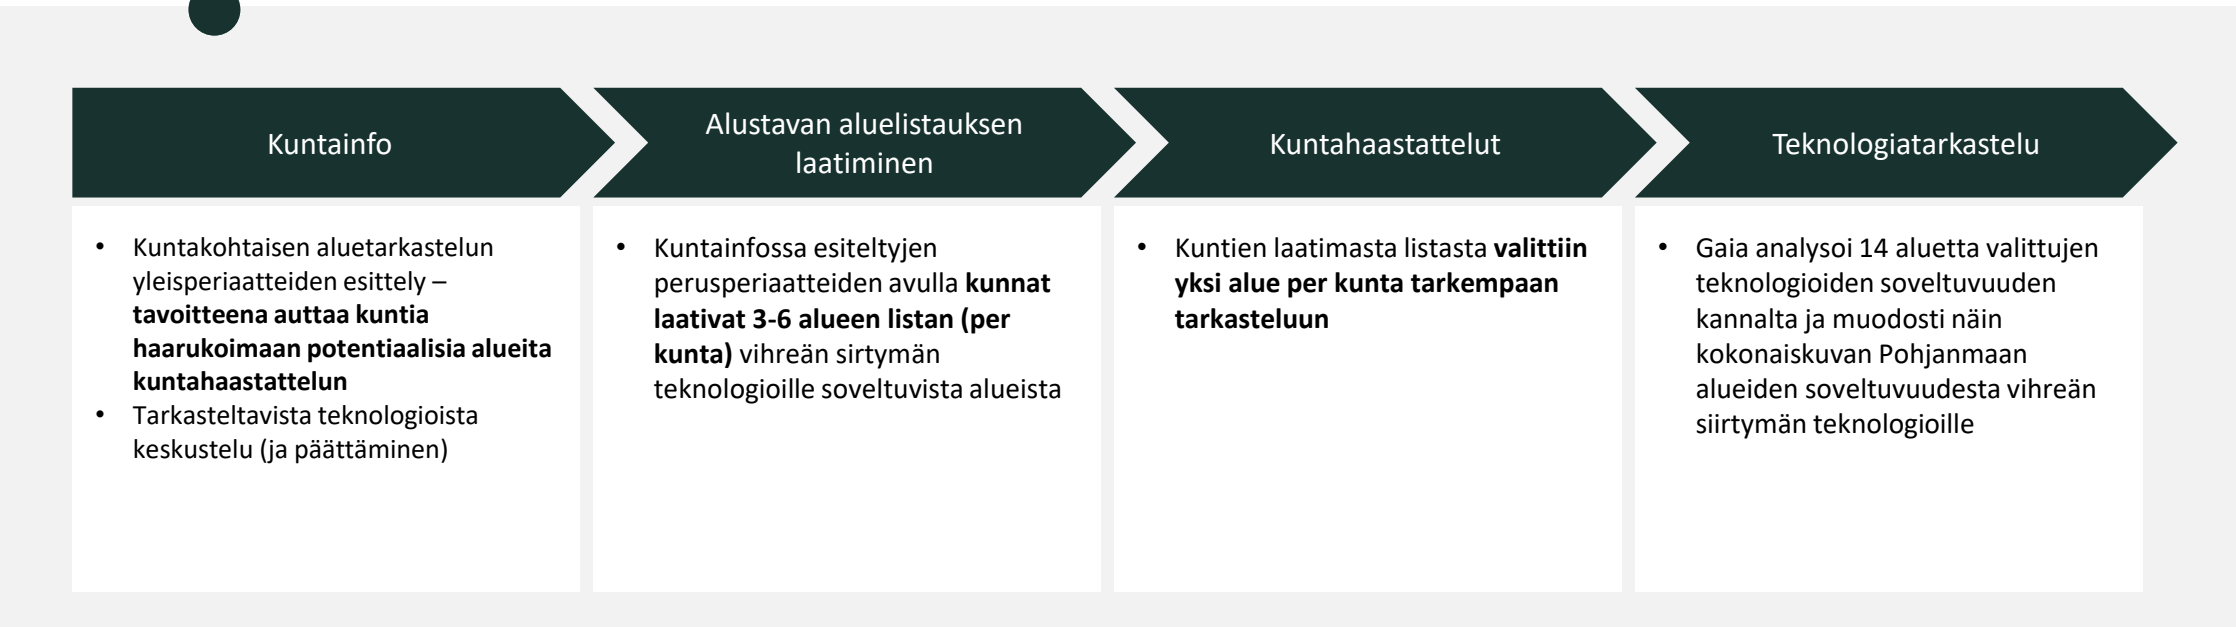 Kuntainfo
• Kuntakohtaisen aluetarkastelun
yleisperiaatteiden esittely –
tavoitteena auttaa kuntia
haarukoimaan potentiaalisia alueita
kuntahaastattelun
• Tarkasteltavista teknologioista
keskustelu (ja päättäminen)
Alustavan aluelistauksen
laatiminen
• Kuntainfossa esiteltyjen
perusperiaatteiden avulla kunnat
laativat 3-6 alueen listan (per
kunta) vihreän sirtymän
teknologioille soveltuvista alueista
Kuntahaastattelut
• Kuntien laatimasta listasta valittiin
yksi alue per kunta tarkempaan
tarkasteluun
Teknologiatarkastelu
• Gaia analysoi 14 aluetta valittujen
teknologioiden soveltuvuuden
kannalta ja muodosti näin
kokonaiskuvan Pohjanmaan
alueiden soveltuvuudesta vihreän
siirtymän teknologioille